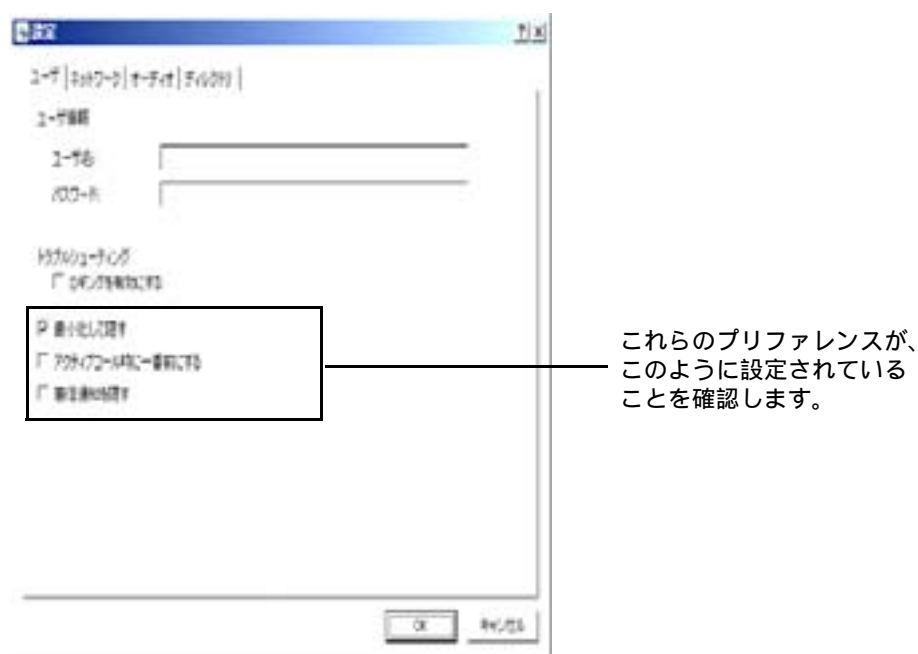 設定
ユーザ ネットワーク オーディオ ディレクトリ
ユーザ情報
ユーザ名:
パスワード:
トラブルシューティング
ロギングを有効にする
最小化して隠す
アクティブコール時に一番前にする
着信通知を隠す
これらのプリファレンスが、
このように設定されている
ことを確認します。
OK キャンセル